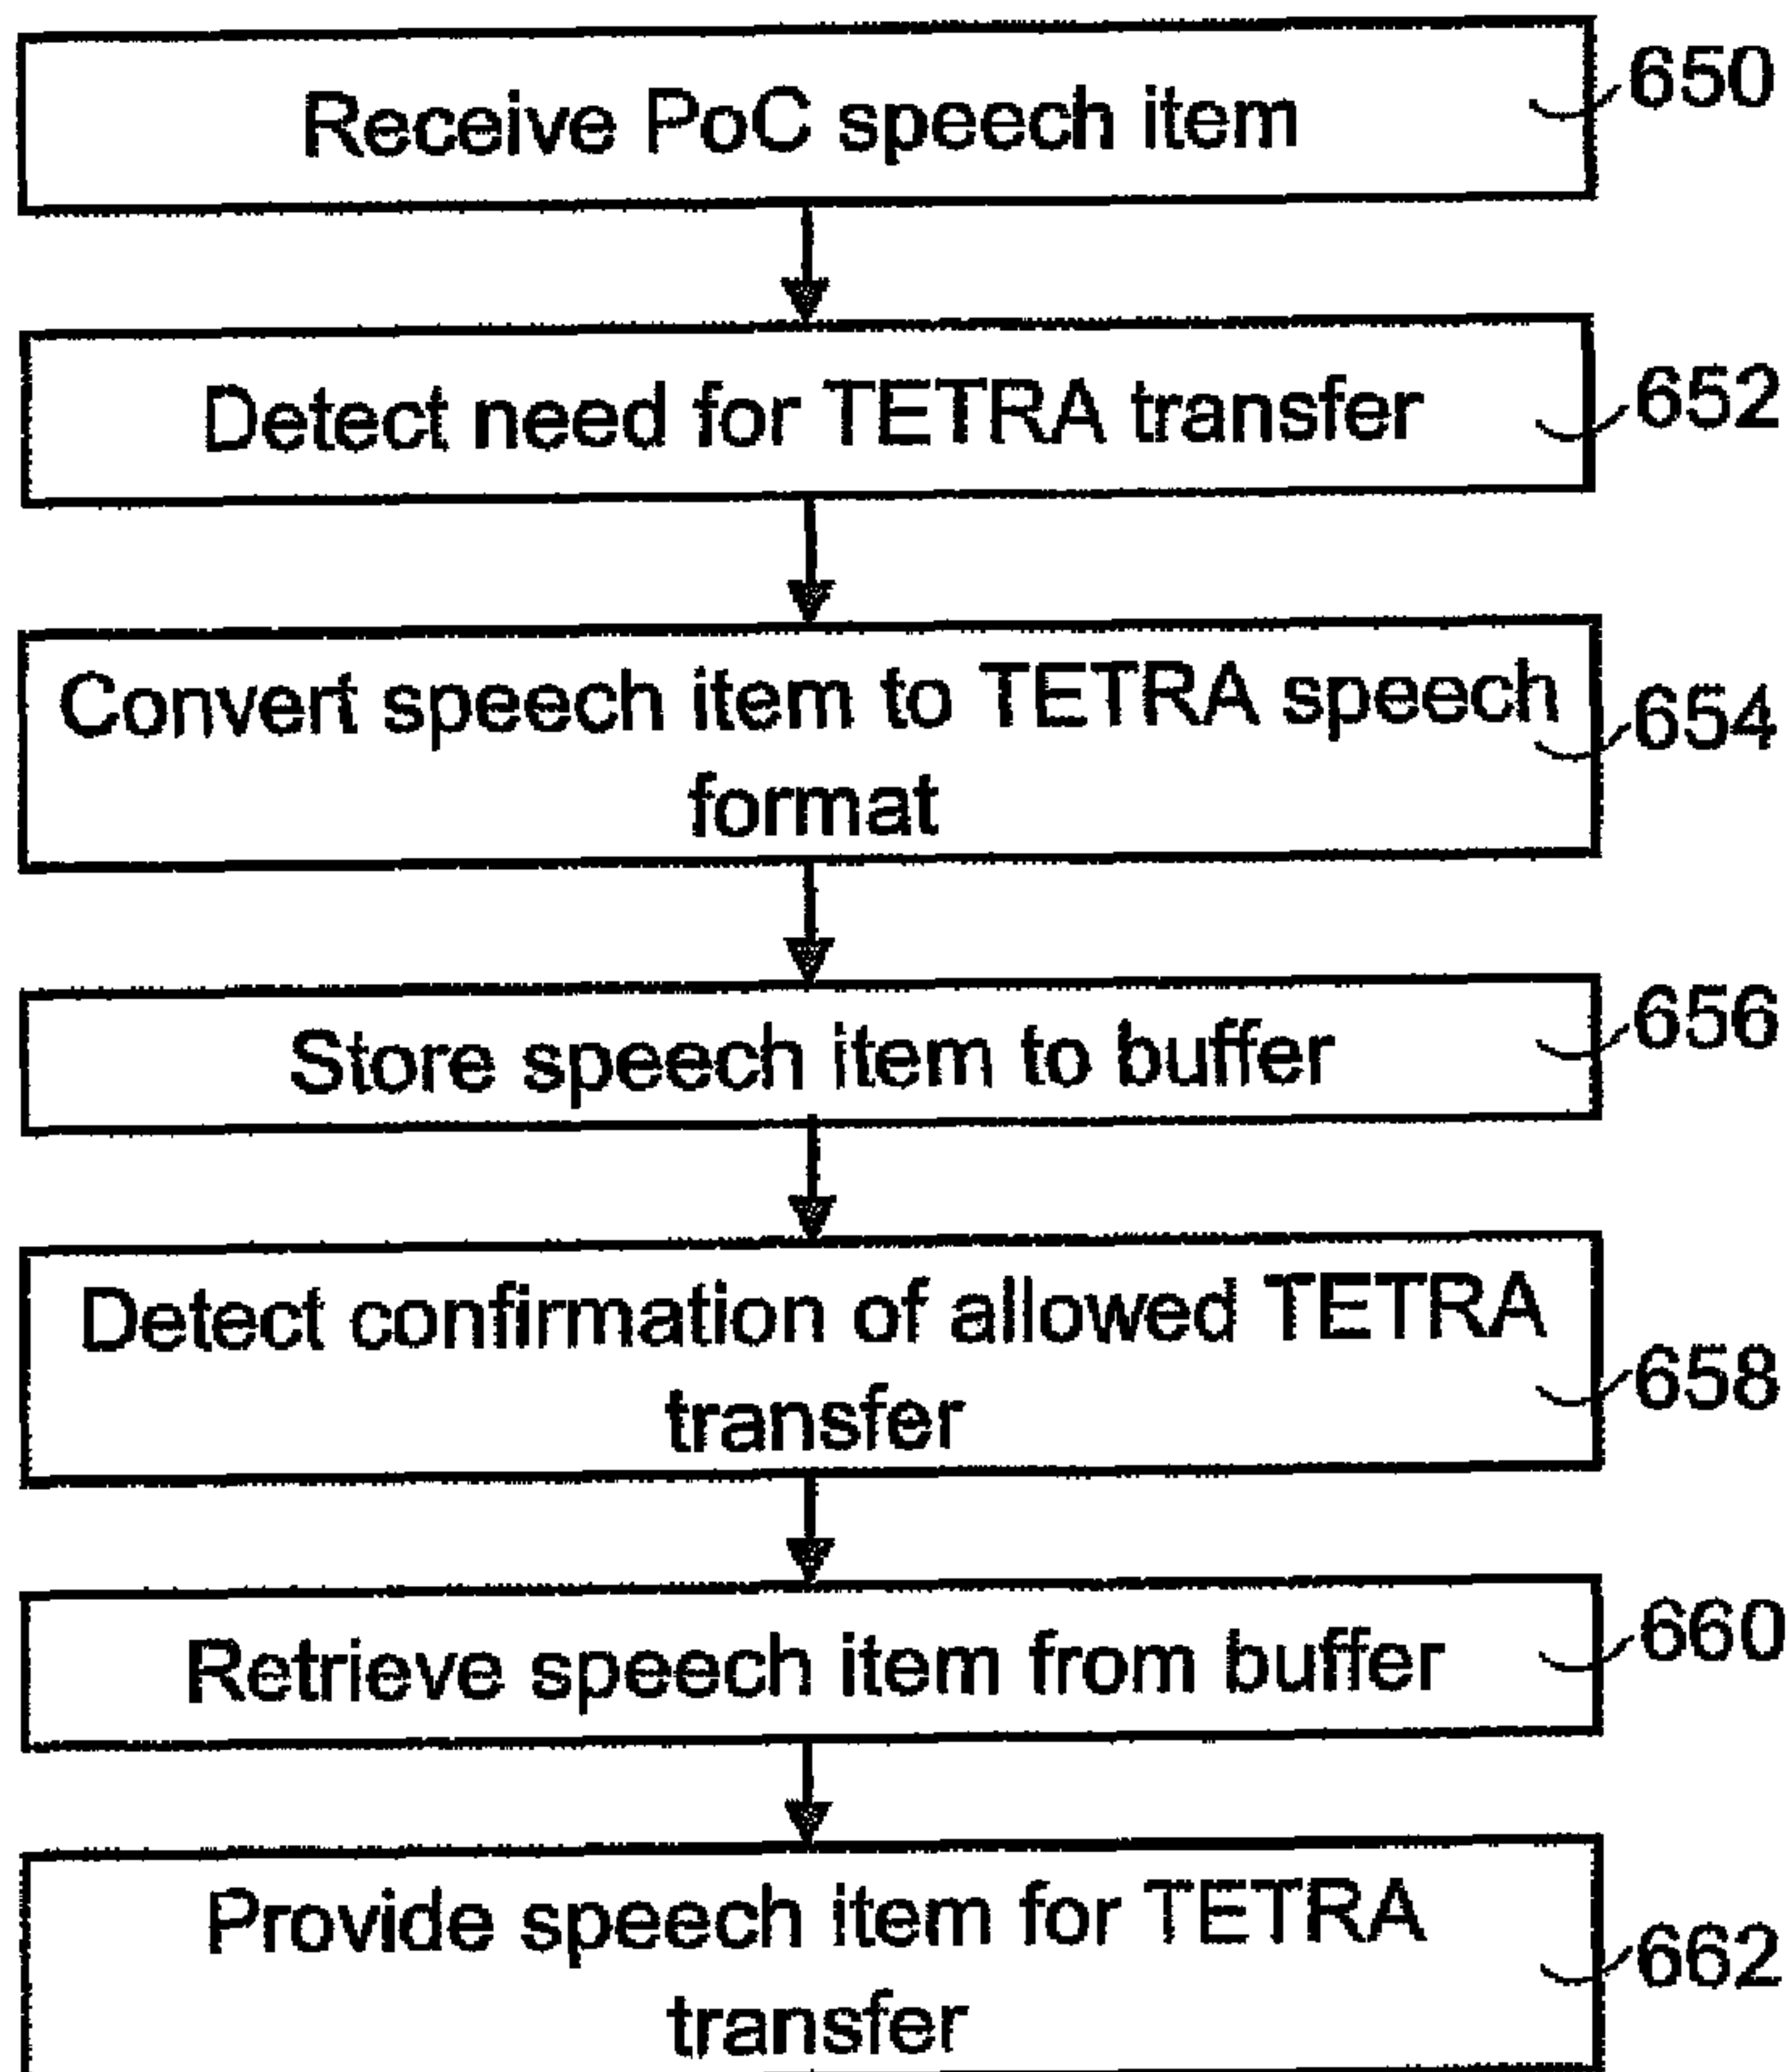 Receive PoC speech item
650
Detect need for TETRA transfer
652
Convert speech item to TETRA speech
format
654
Store speech item to buffer
656
Detect confirmation of allowed TETRA
transfer
658
Retrieve speech item from buffer
660
Provide speech item for TETRA
transfer
662